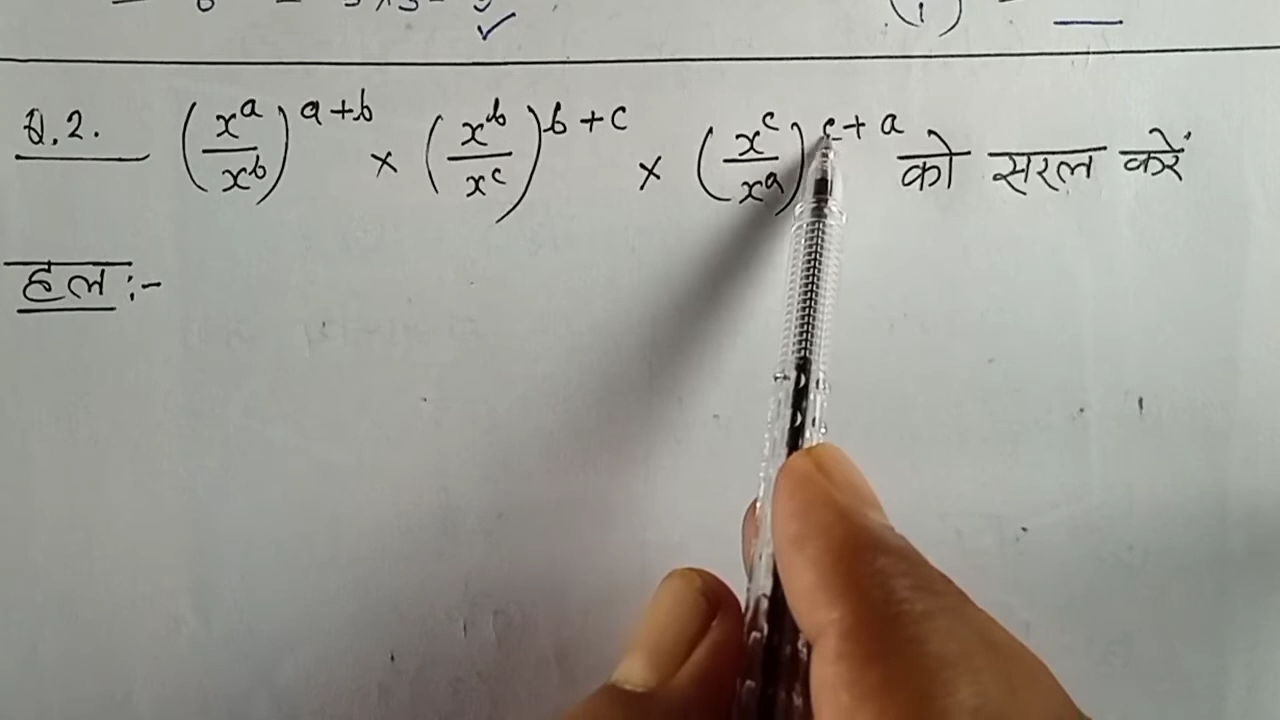 Q.2. (x^a/x^b)^(a+b) × (x^b/x^c)^(b+c) × (x^c/x^a)^(c+a) को सरल करें
हल:-